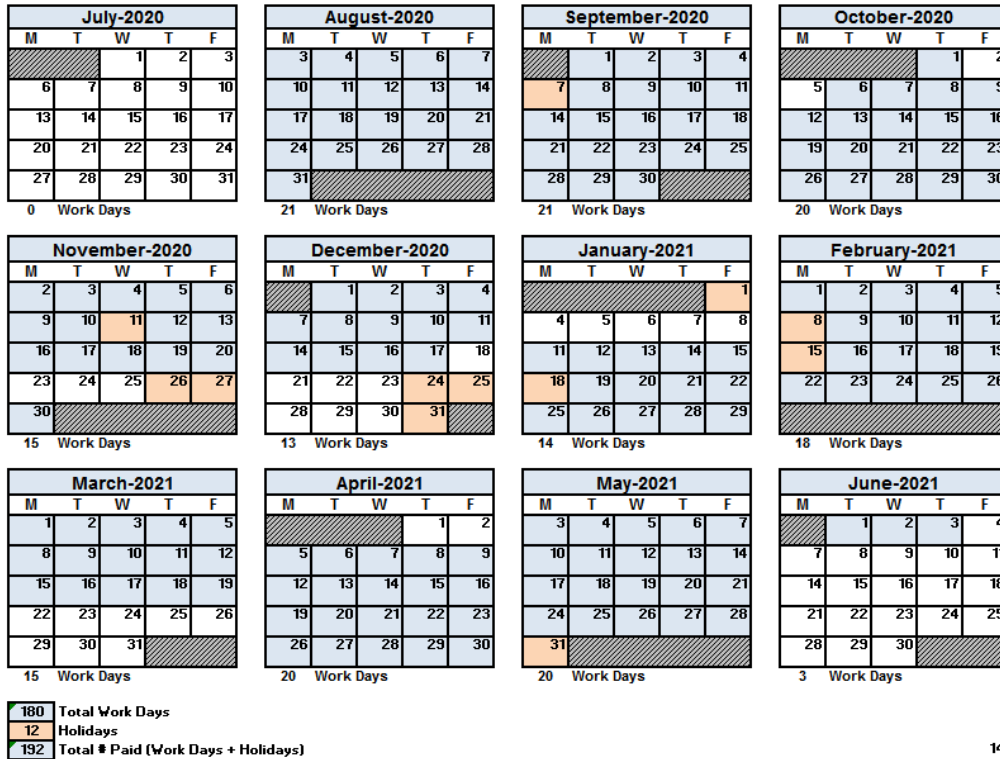 July-2020 August-2020 September-2020 October-2020
M T W T F M T W T F M T W T F M T W T F
1 2 3 3 4 5 6 7 1 2 3 4 1 2
6 7 8 9 10 10 11 12 13 14 7 8 9 10 11 5 6 7 8 9
13 14 15 16 17 17 18 19 20 21 14 15 16 17 18 12 13 14 15 16
20 21 22 23 24 24 25 26 27 28 21 22 23 24 25 19 20 21 22 23
27 28 29 30 31 31 28 29 30 26 27 28 29 30
0 Work Days 21 Work Days 21 Work Days 20 Work Days
November-2020 December-2020 January-2021 February-2021
M T W T F M T W T F M T W T F M T W T F
2 3 4 5 6 1 2 3 4 1 1 2 3 4 5
9 10 11 12 13 7 8 9 10 11 4 5 6 7 8 8 9 10 11 12
16 17 18 19 20 14 15 16 17 18 11 12 13 14 15 15 16 17 18 19
23 24 25 26 27 21 22 23 24 25 18 19 20 21 22 22 23 24 25 26
30 28 29 30 31 25 26 27 28 29
15 Work Days 13 Work Days 14 Work Days 18 Work Days
March-2021 April-2021 May-2021 June-2021
M T W T F M T W T F M T W T F M T W T F
1 2 3 4 5 1 2 3 4 5 6 7 1 2 3 4
8 9 10 11 12 5 6 7 8 9 10 11 12 13 14 7 8 9 10 11
15 16 17 18 19 12 13 14 15 16 17 18 19 20 21 14 15 16 17 18
22 23 24 25 26 19 20 21 22 23 24 25 26 27 28 21 22 23 24 25
29 30 31 26 27 28 29 30 31 28 29 30
15 Work Days 20 Work Days 20 Work Days 3 Work Days
180 Total Work Days
12 Holidays
192 Total # Paid (Work Days + Holidays)
14